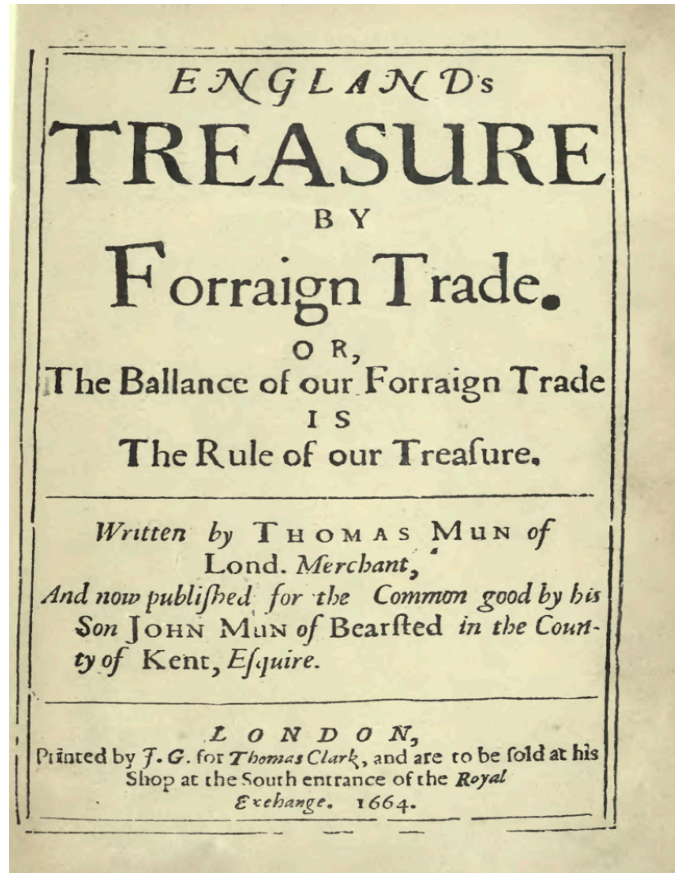 ENGLAND's
TREASURE
BY
Forraign Trade.
OR,
The Ballance of our Forraign Trade
IS
The Rule of our Treaſure.
Written by THOMAS MUN of
Lond. Merchant,
And now publiſhed for the Common good by his
Son JOHN MUN of Bearſted in the Coun-
ty of Kent, Eſquire.
LONDON,
Printed by J. G. for Thomas Clark, and are to be ſold at his
Shop at the South entrance of the Royal
Exehange. 1664.